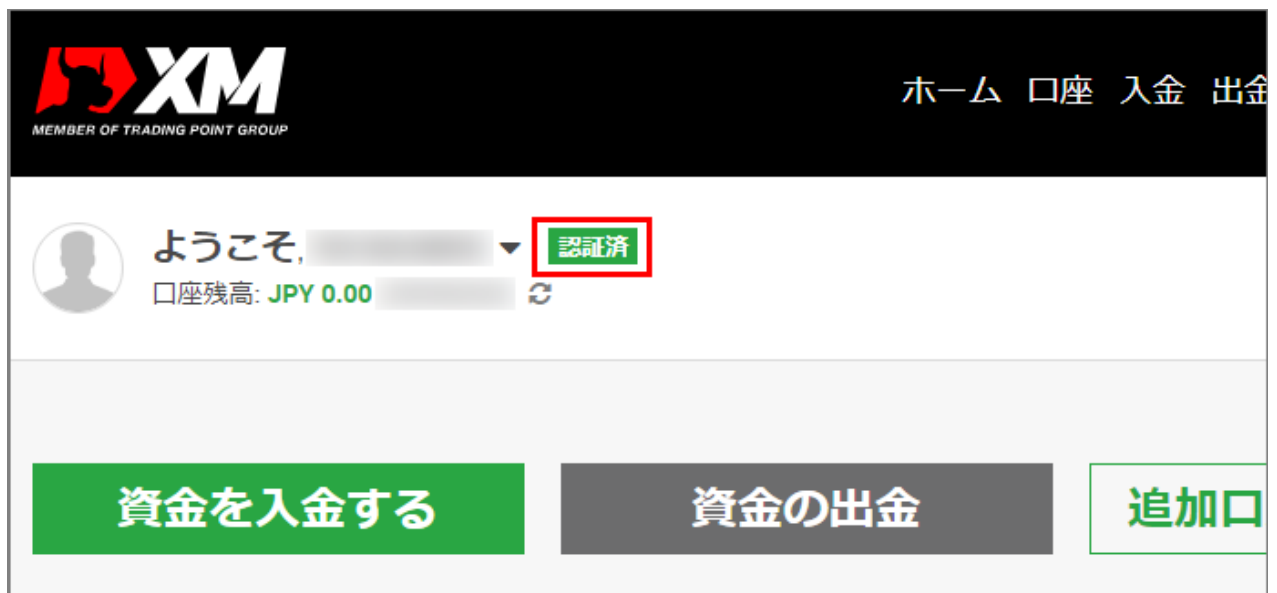 XM
MEMBER OF TRADING POINT GROUP
ホーム 口座 入金 出金
ようこそ, 認証済
口座残高: JPY 0.00
資金を入金する 資金の出金 追加口